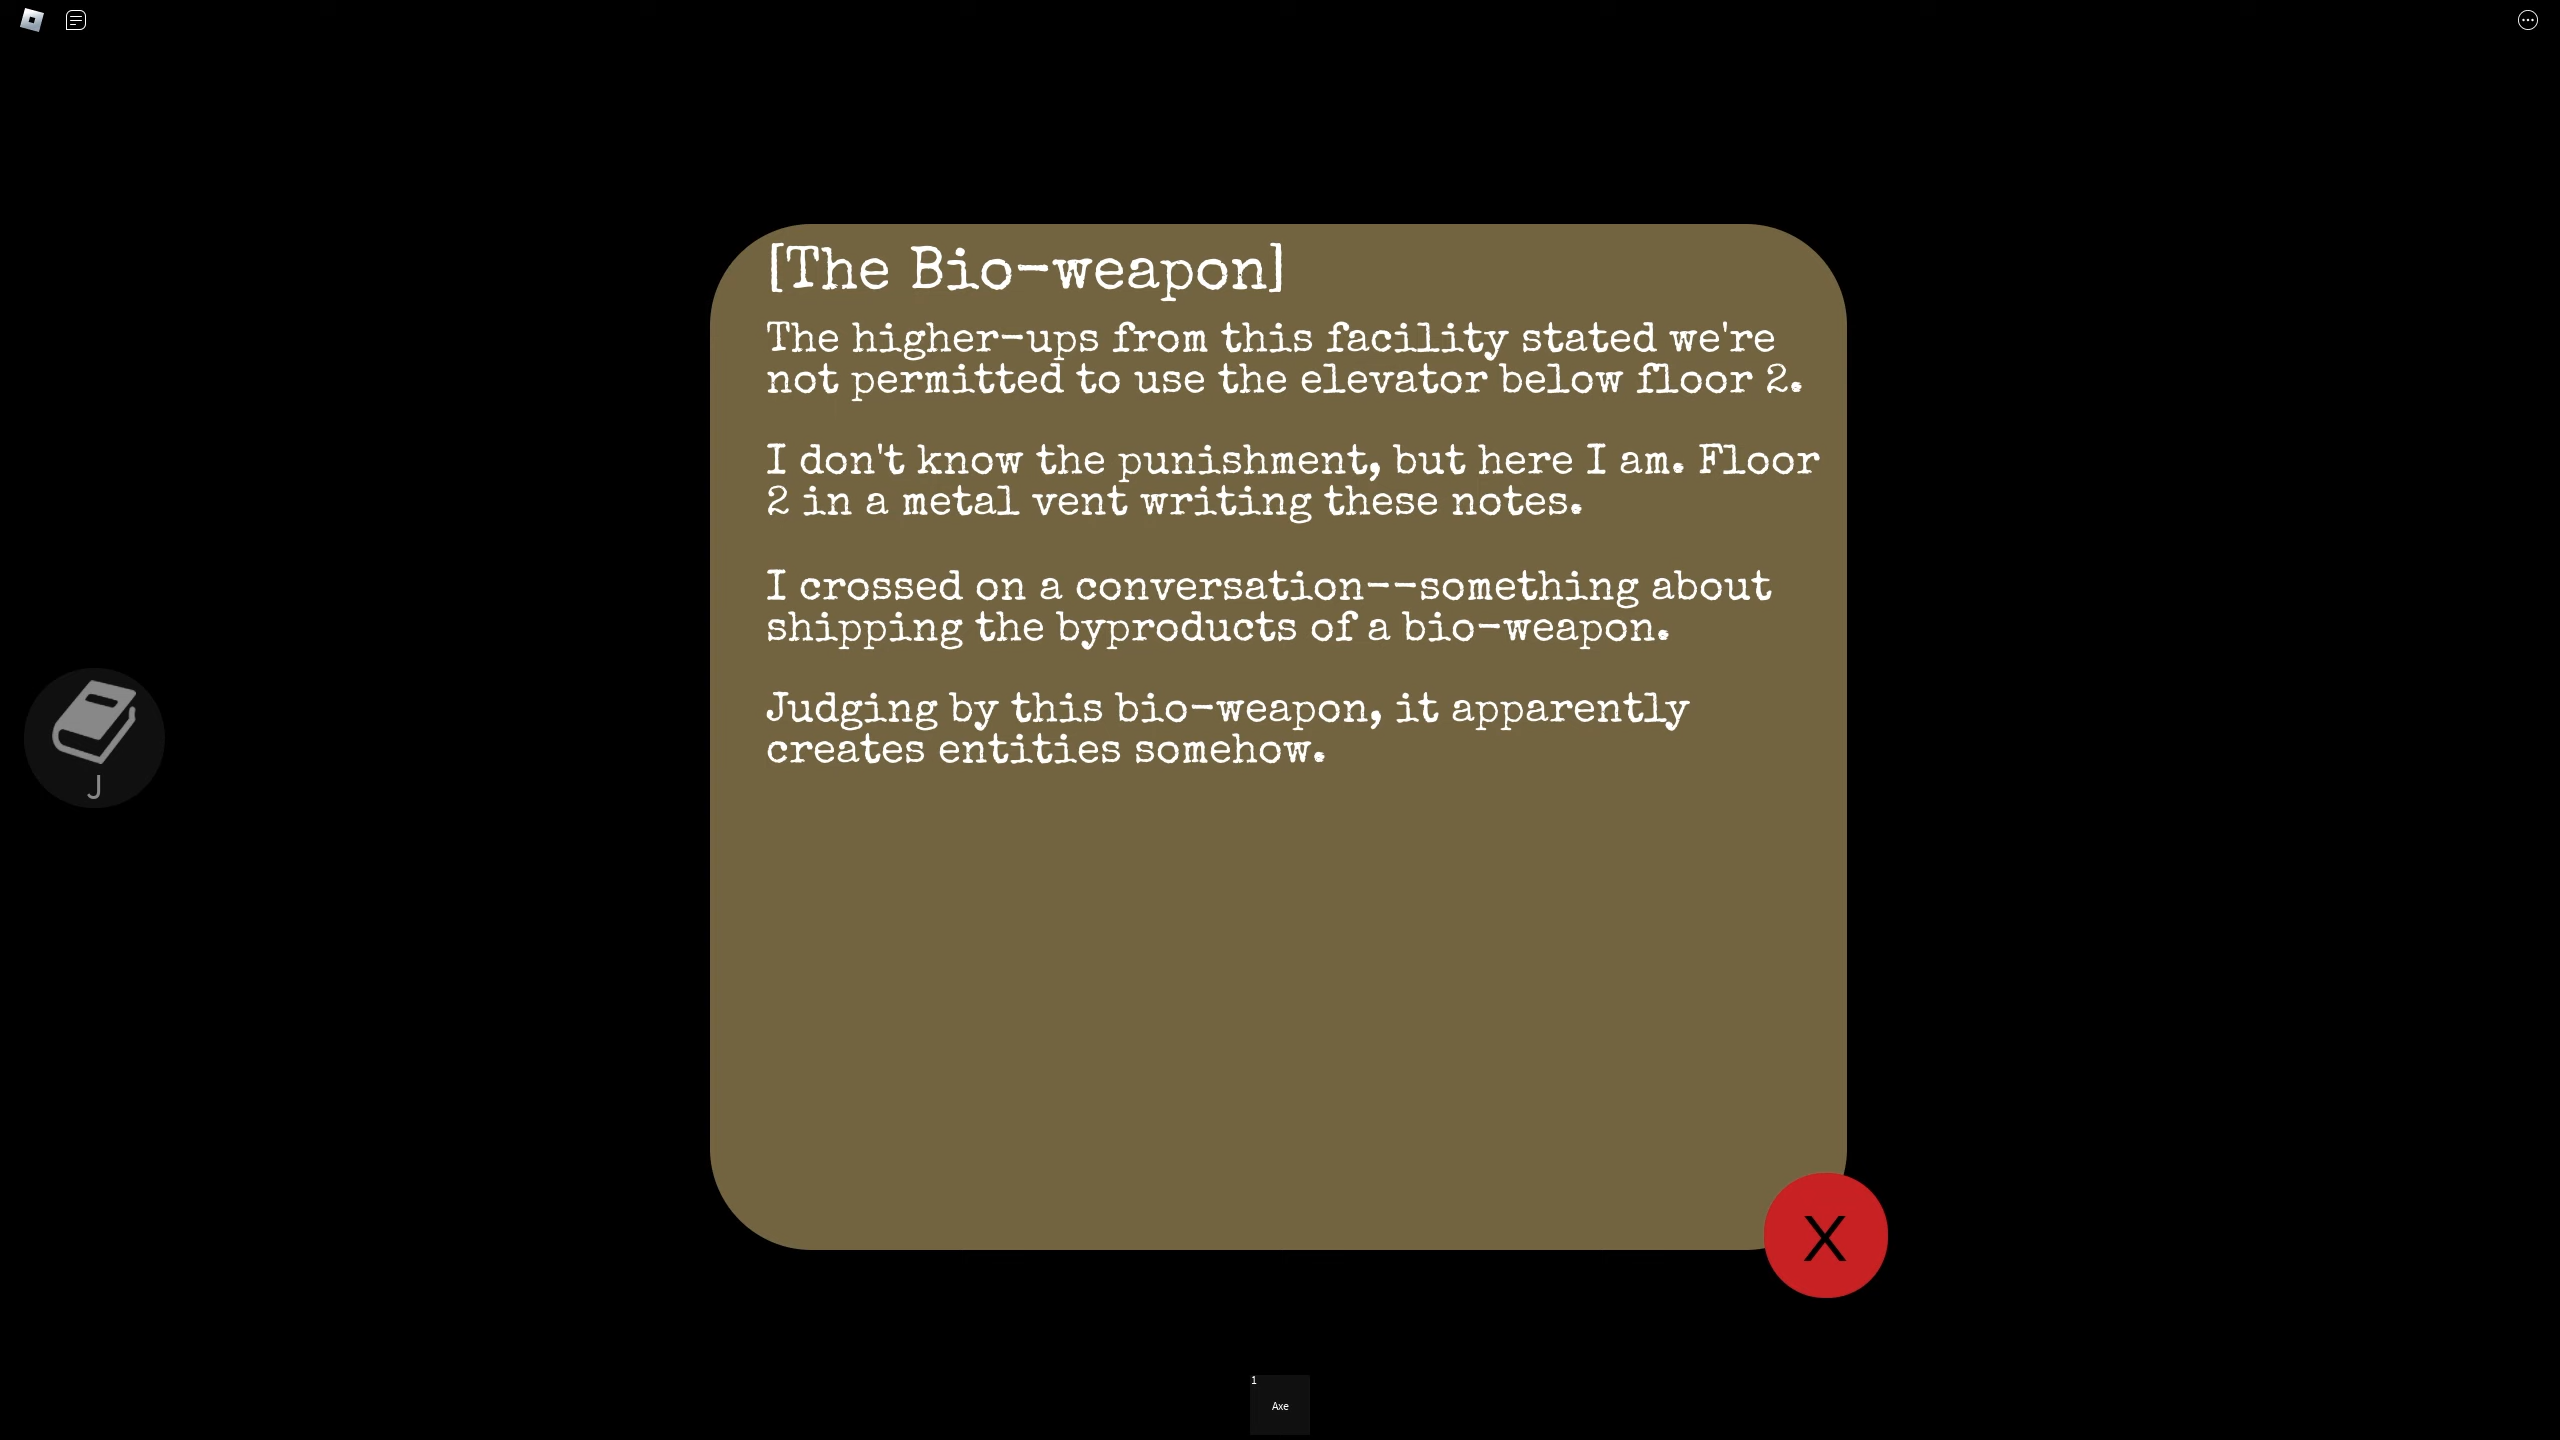 [The Bio-weapon]
The higher-ups from this facility stated we're
not permitted to use the elevator below floor 2.
I don't know the punishment, but here I am. Floor
2 in a metal vent writing these notes.
I crossed on a conversation--something about
shipping the byproducts of a bio-weapon.
Judging by this bio-weapon, it apparently
creates entities somehow.
J
X
1
Axe